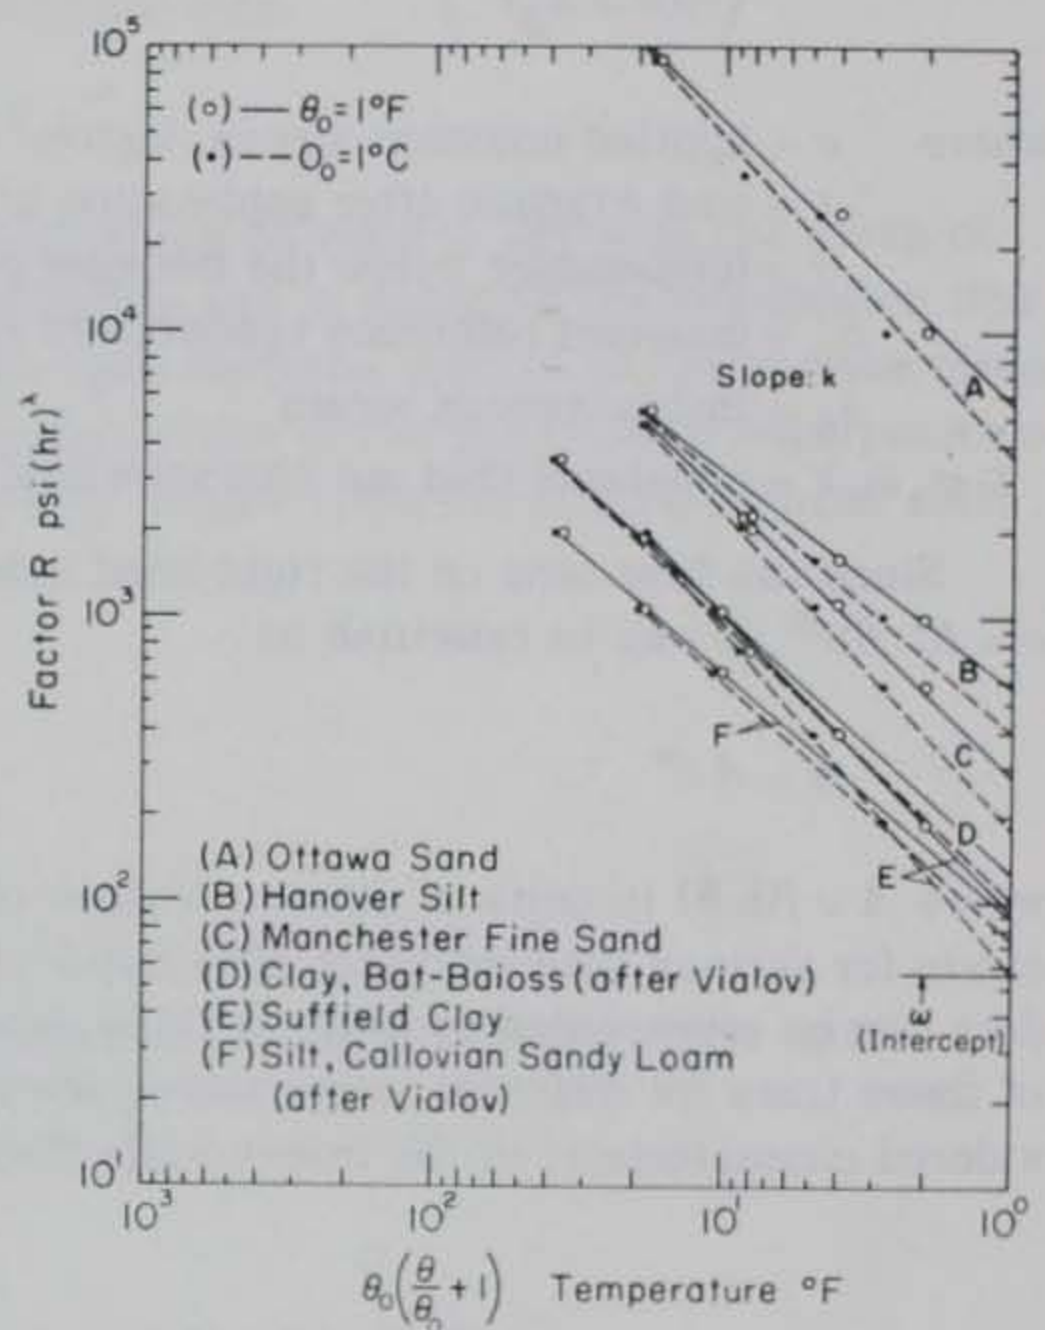 10⁵
(o) — θ₀=1°F
(•) --- O₀=1°C
10⁴
Slope: k
A
Factor R psi(hr)^λ
10³
B
C
F
D
E
(A) Ottawa Sand
(B) Hanover Silt
(C) Manchester Fine Sand
(D) Clay, Bat-Baioss (after Vialov)
(E) Suffield Clay
(F) Silt, Callovian Sandy Loam
(after Vialov)
10²
ω
(Intercept)
10¹
10³ 10² 10¹ 10⁰
θ₀(θ/θ₀ + 1) Temperature °F